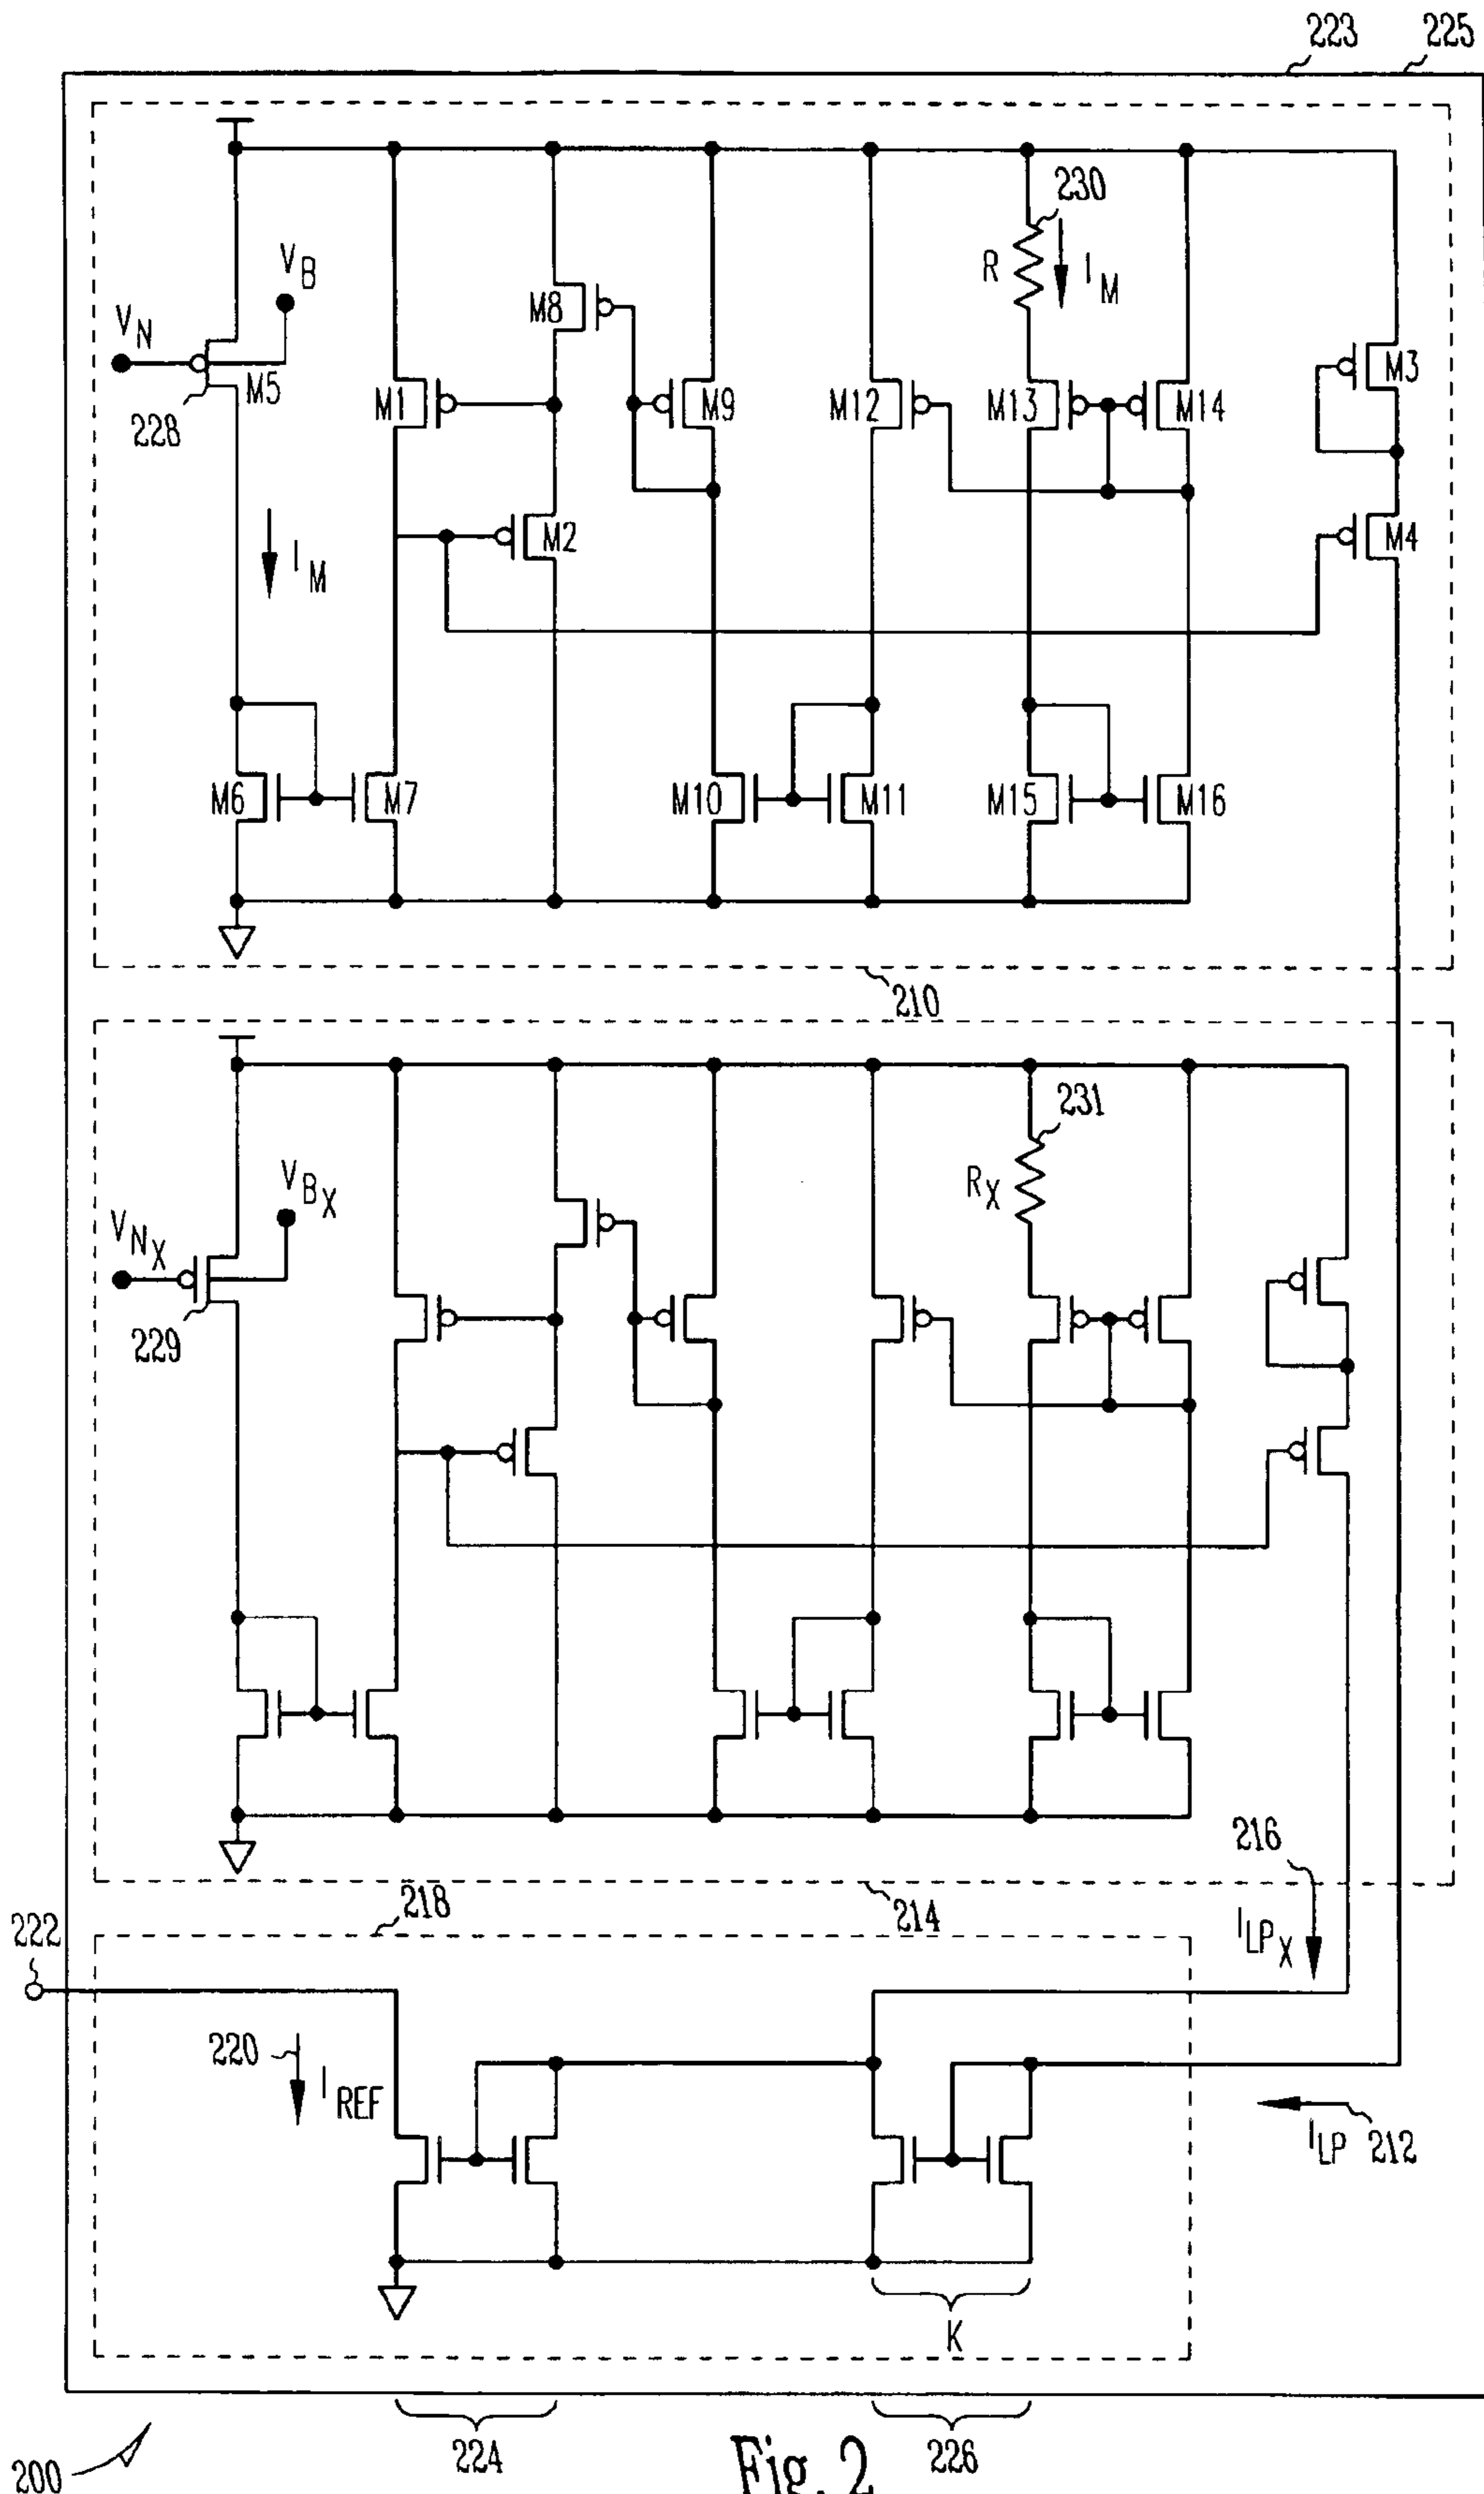 223 225
230
V_B
R I_M
V_N
M8
M5 M1 M9 M12 M13 M14 M3
228
M2 M4
I_M
M6 M7 M10 M11 M15 M16
210
231
V_BX
R_X
V_NX
229
216
218
214
222
I_LPX
220
I_REF
I_LP 212
K
224 226
200
Fig. 2